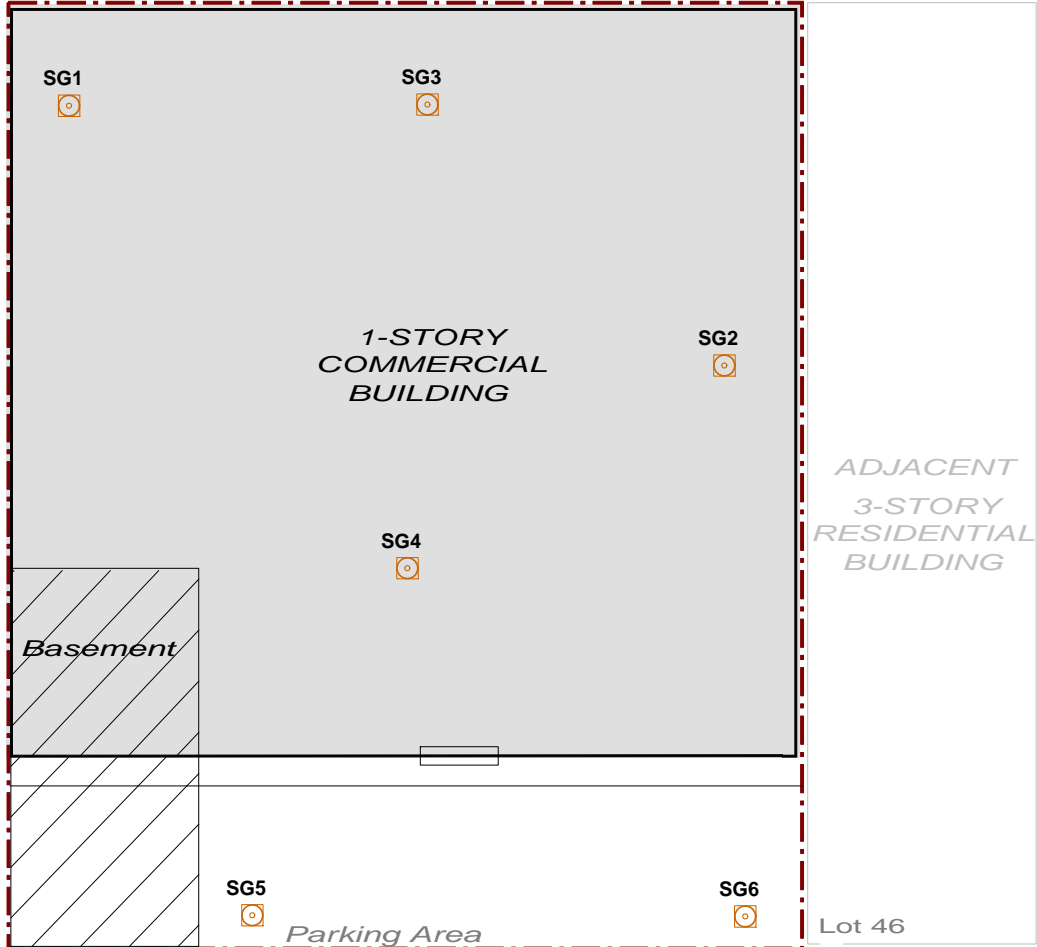 SG1
SG3
1-STORY
COMMERCIAL
BUILDING
SG2
ADJACENT
3-STORY
RESIDENTIAL
BUILDING
SG4
Basement
SG5
SG6
Parking Area
Lot 46